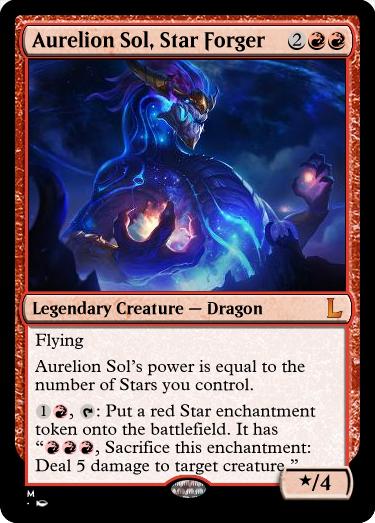 Aurelion Sol, Star Forger 2
L
Legendary Creature — Dragon
Flying
Aurelion Sol's power is equal to the
number of Stars you control.
1, : Put a red Star enchantment
token onto the battlefield. It has
“, Sacrifice this enchantment:
Deal 5 damage to target creature.”
★/4
M